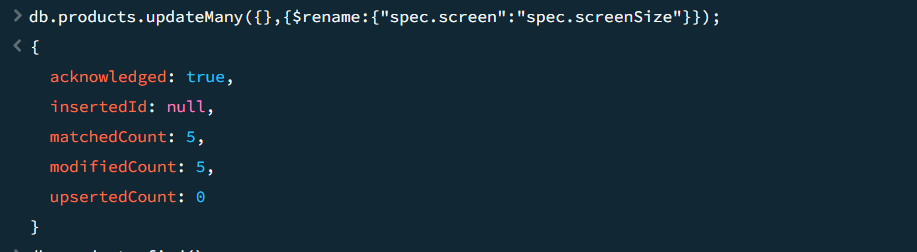 > db.products.updateMany({},{$rename:{"spec.screen":"spec.screenSize"}});
< {
acknowledged: true,
insertedId: null,
matchedCount: 5,
modifiedCount: 5,
upsertedCount: 0
}